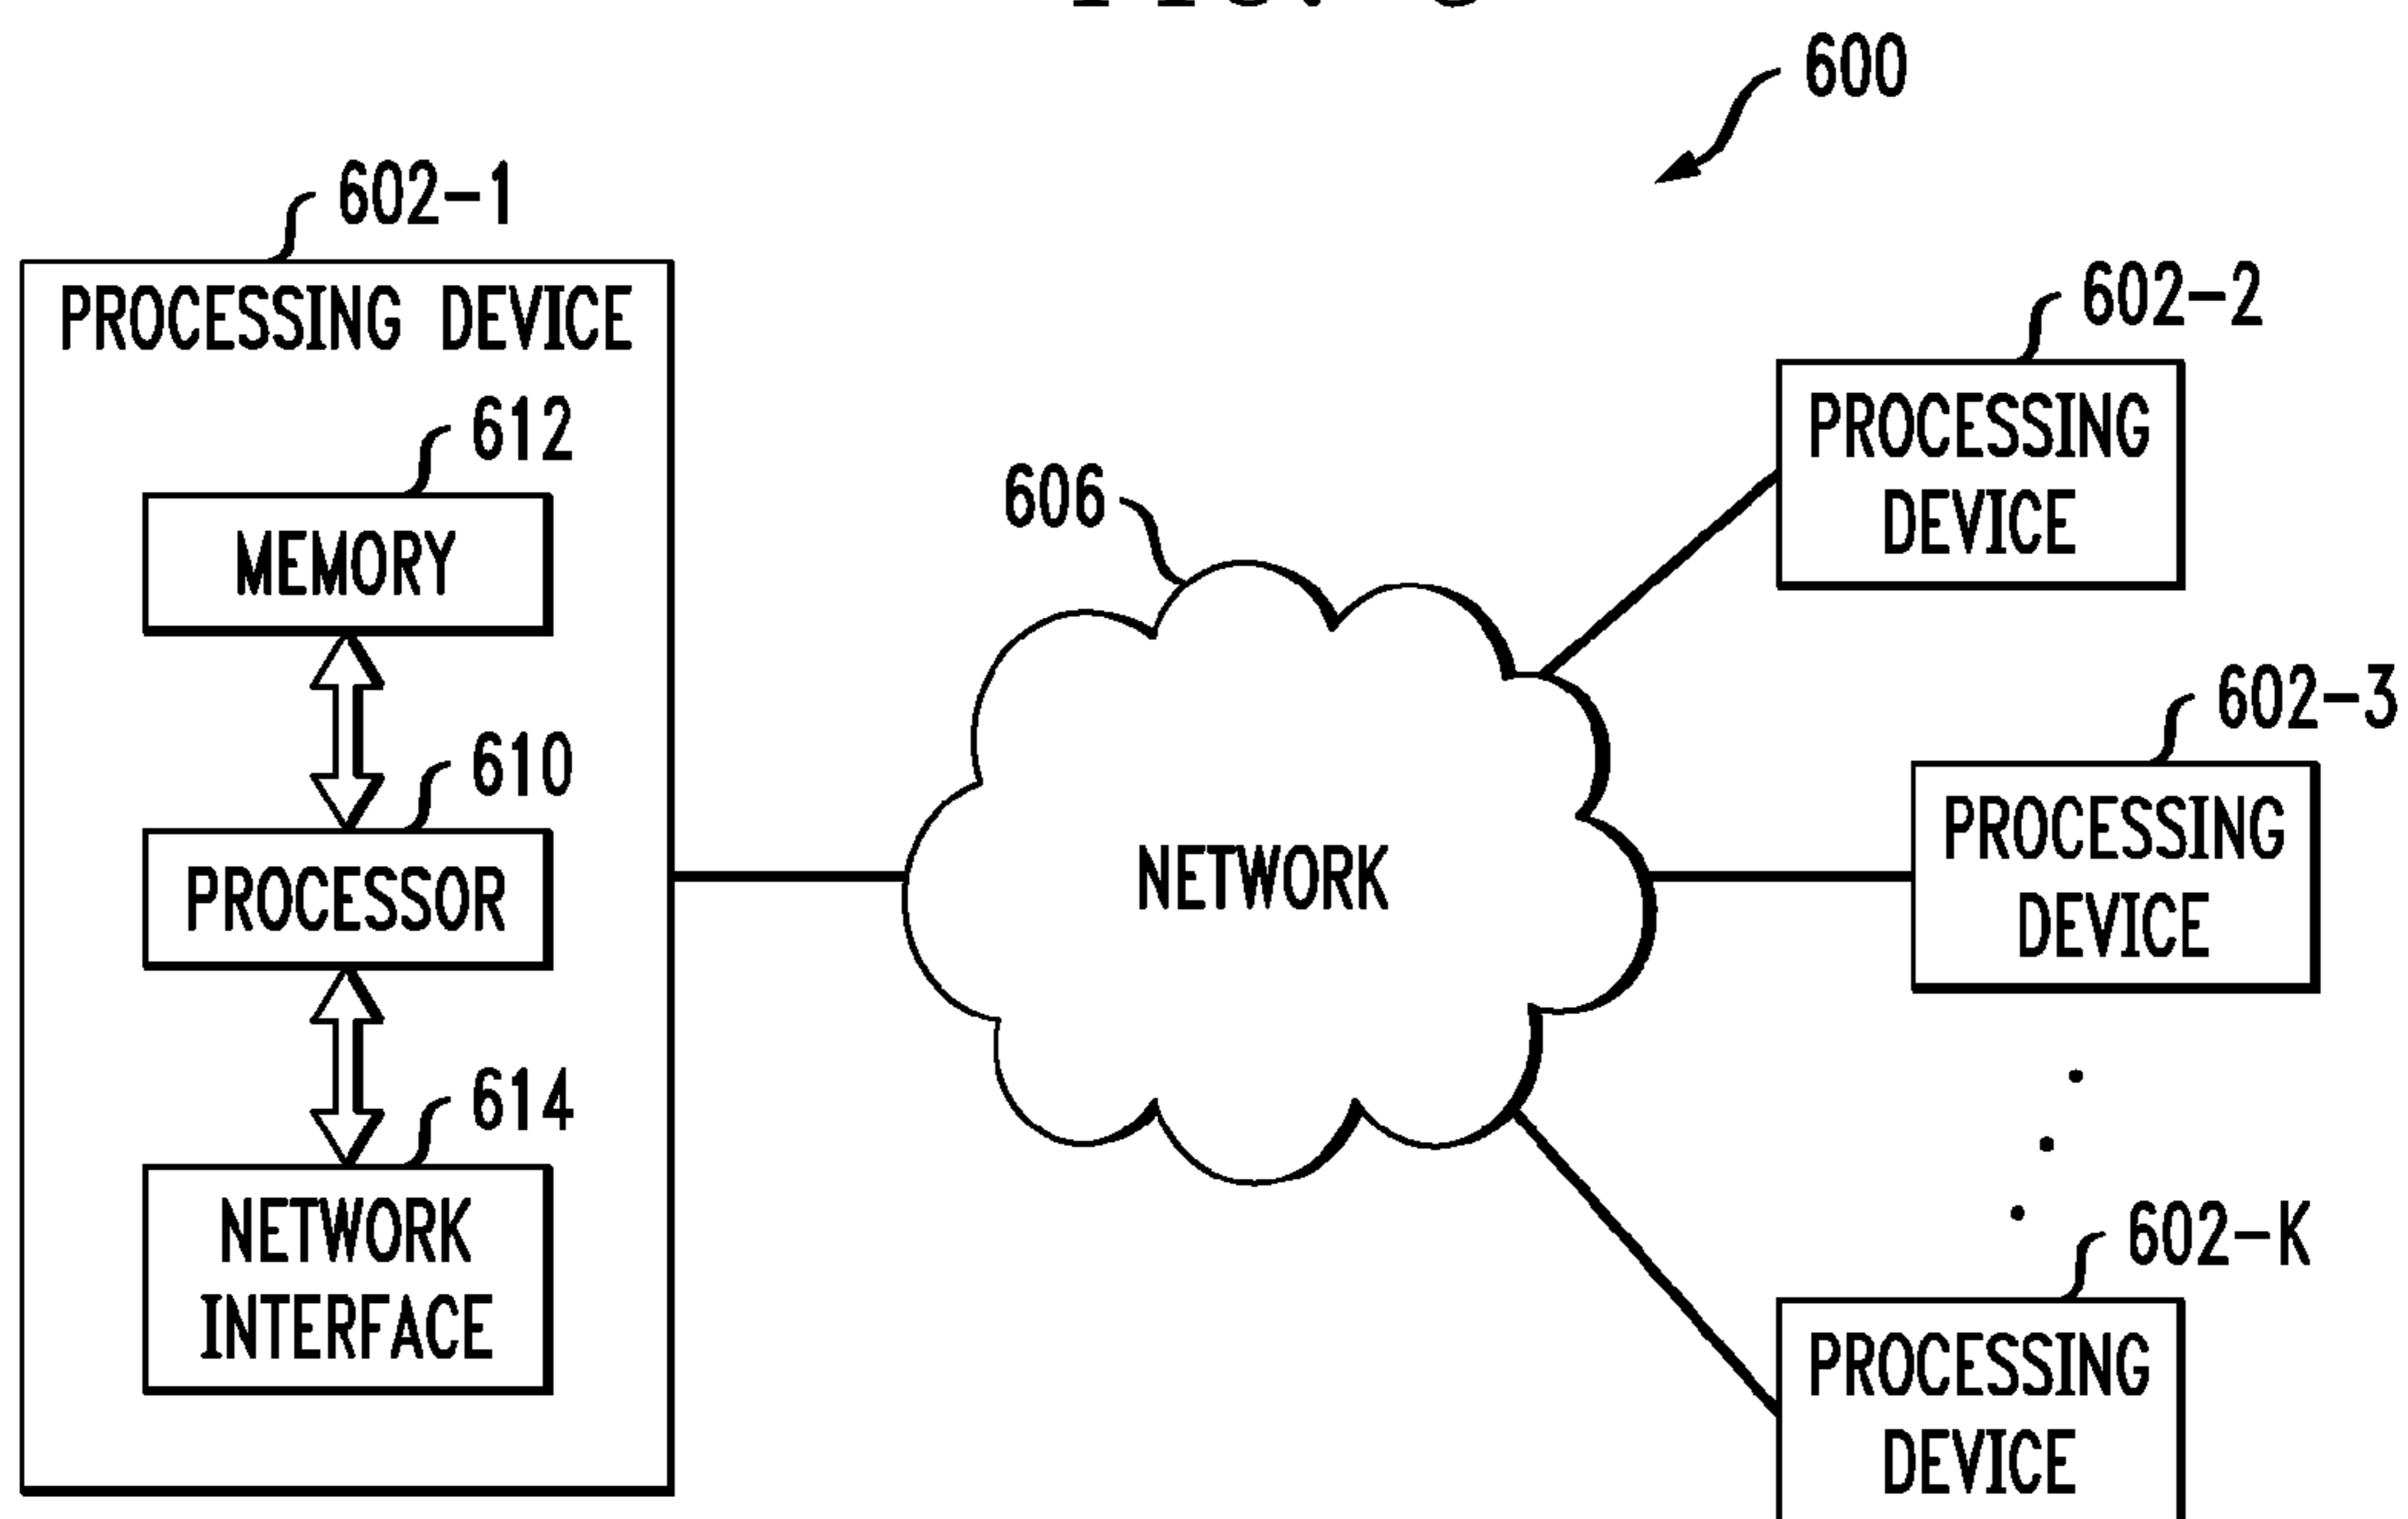 600
602-1
PROCESSING DEVICE
612
MEMORY
610
PROCESSOR
614
NETWORK
INTERFACE
606
NETWORK
602-2
PROCESSING
DEVICE
602-3
PROCESSING
DEVICE
602-K
PROCESSING
DEVICE